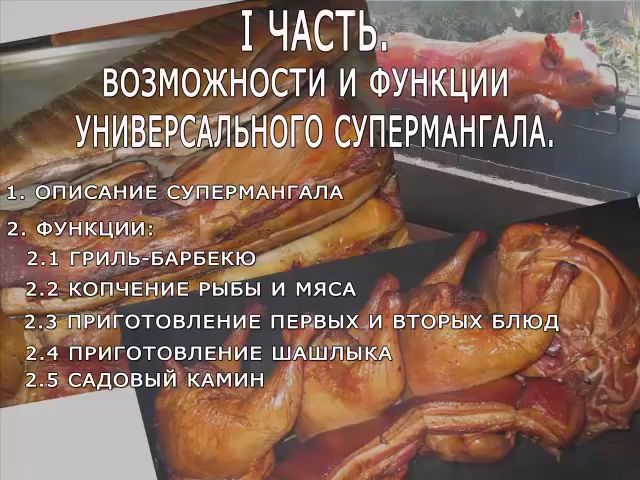 I ЧАСТЬ.
ВОЗМОЖНОСТИ И ФУНКЦИИ
УНИВЕРСАЛЬНОГО СУПЕРМАНГАЛА.
1. ОПИСАНИЕ СУПЕРМАНГАЛА
2. ФУНКЦИИ:
2.1 ГРИЛЬ-БАРБЕКЮ
2.2 КОПЧЕНИЕ РЫБЫ И МЯСА
2.3 ПРИГОТОВЛЕНИЕ ПЕРВЫХ И ВТОРЫХ БЛЮД
2.4 ПРИГОТОВЛЕНИЕ ШАШЛЫКА
2.5 САДОВЫЙ КАМИН